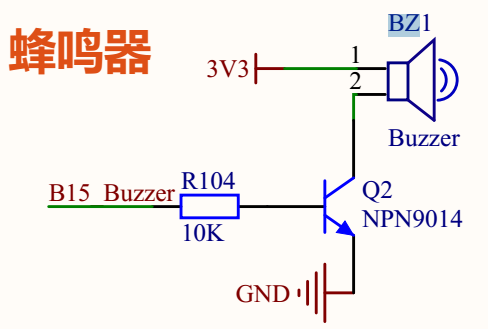 蜂鸣器
BZ1
3V3
1
2
Buzzer
B15 Buzzer
R104
10K
Q2
NPN9014
GND